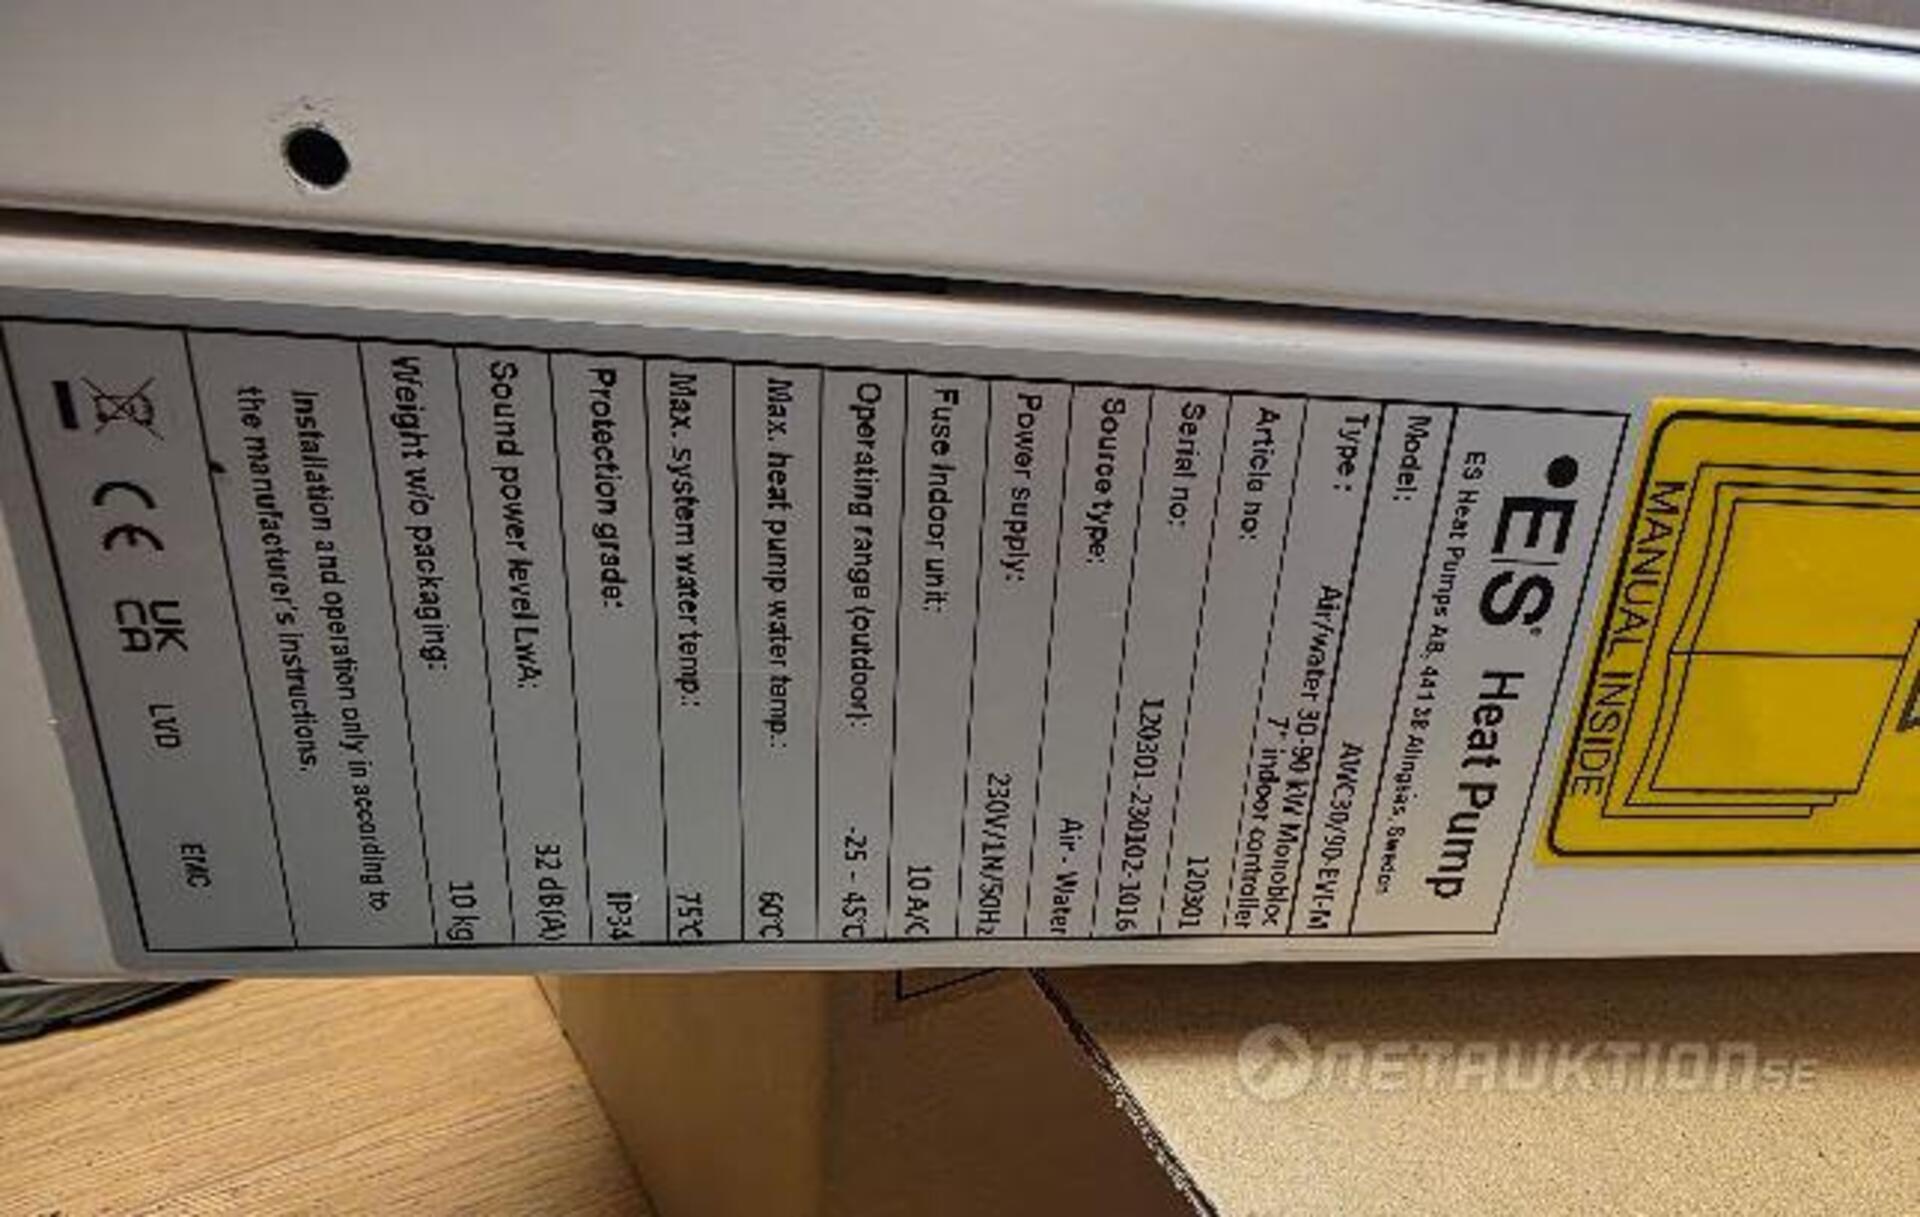 MANUAL INSIDE
ES® Heat Pump
ES Heat Pumps AB, 441 38 Alingsås, Sweden
Model: AWC30/90-EVI-M
Type: Air/water 30-90 kW Monoblox
7" indoor controller
Article no: 120301
Serial no: 120301-230102-1016
Source type: Air - Water
Power supply: 230V/1N/50Hz
Fuse indoor unit: 10 A/C
Operating range (outdoor): -25 - 45°C
Max. heat pump water temp.: 60°C
Max. system water temp.: 75°C
Protection grade: IP34
Sound power level LwA: 32 dB(A)
Weight w/o packaging: 10 kg
Installation and operation only in according to
the manufacturer's instructions.
CE UK CA LVD EMC
NETAUKTION.SE